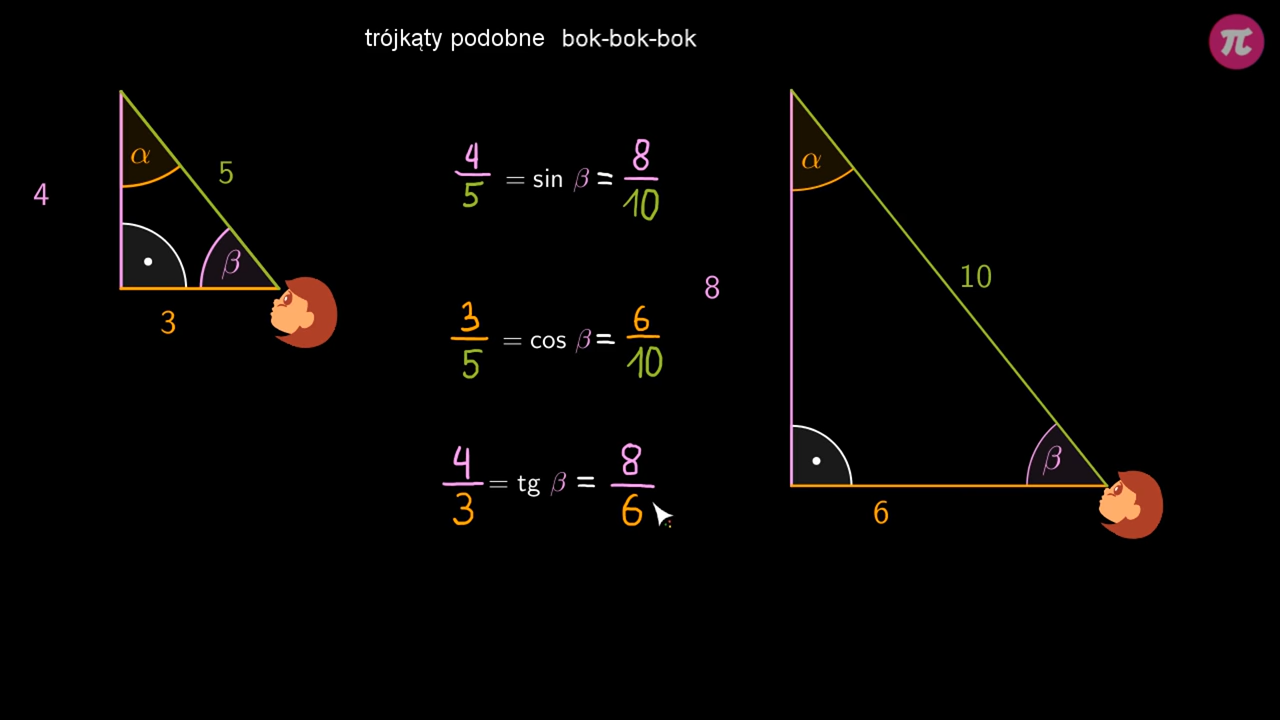 trójkąty podobne bok-bok-bok
π
4
α
5
β
3
4/5 = sin β = 8/10
3/5 = cos β = 6/10
4/3 = tg β = 8/6
8
α
10
β
6